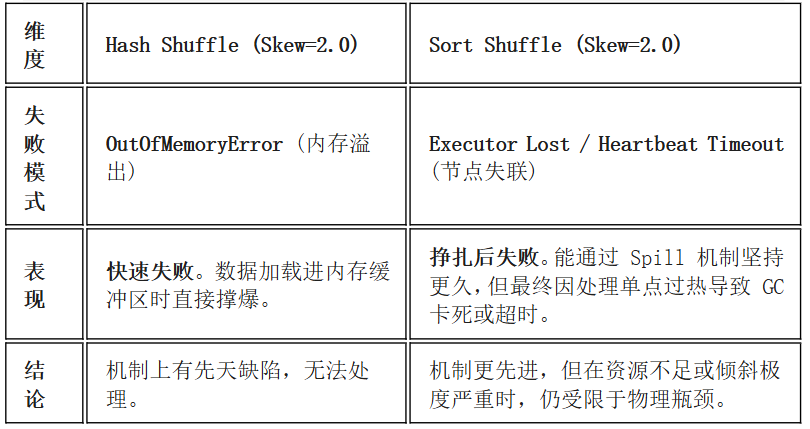 维
度
Hash Shuffle (Skew=2.0)
Sort Shuffle (Skew=2.0)
失
败
模
式
OutOfMemoryError (内存溢
出)
Executor Lost / Heartbeat Timeout
(节点失联)
表
现
快速失败。数据加载进内存缓
冲区时直接撑爆。
挣扎后失败。能通过 Spill 机制坚持
更久，但最终因处理单点过热导致 GC
卡死或超时。
结
论
机制上有先天缺陷，无法处
理。
机制更先进，但在资源不足或倾斜极
度严重时，仍受限于物理瓶颈。